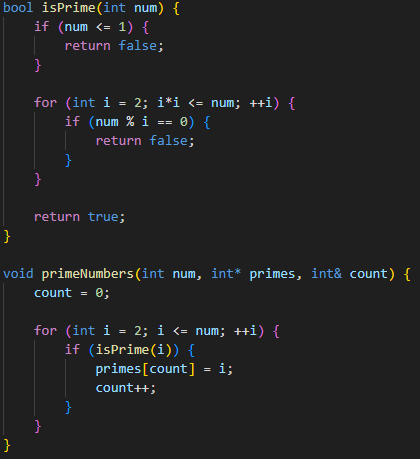 bool isPrime(int num) {
    if (num <= 1) {
        return false;
    }

    for (int i = 2; i*i <= num; ++i) {
        if (num % i == 0) {
            return false;
        }
    }

    return true;
}

void primeNumbers(int num, int* primes, int& count) {
    count = 0;

    for (int i = 2; i <= num; ++i) {
        if (isPrime(i)) {
            primes[count] = i;
            count++;
        }
    }
}